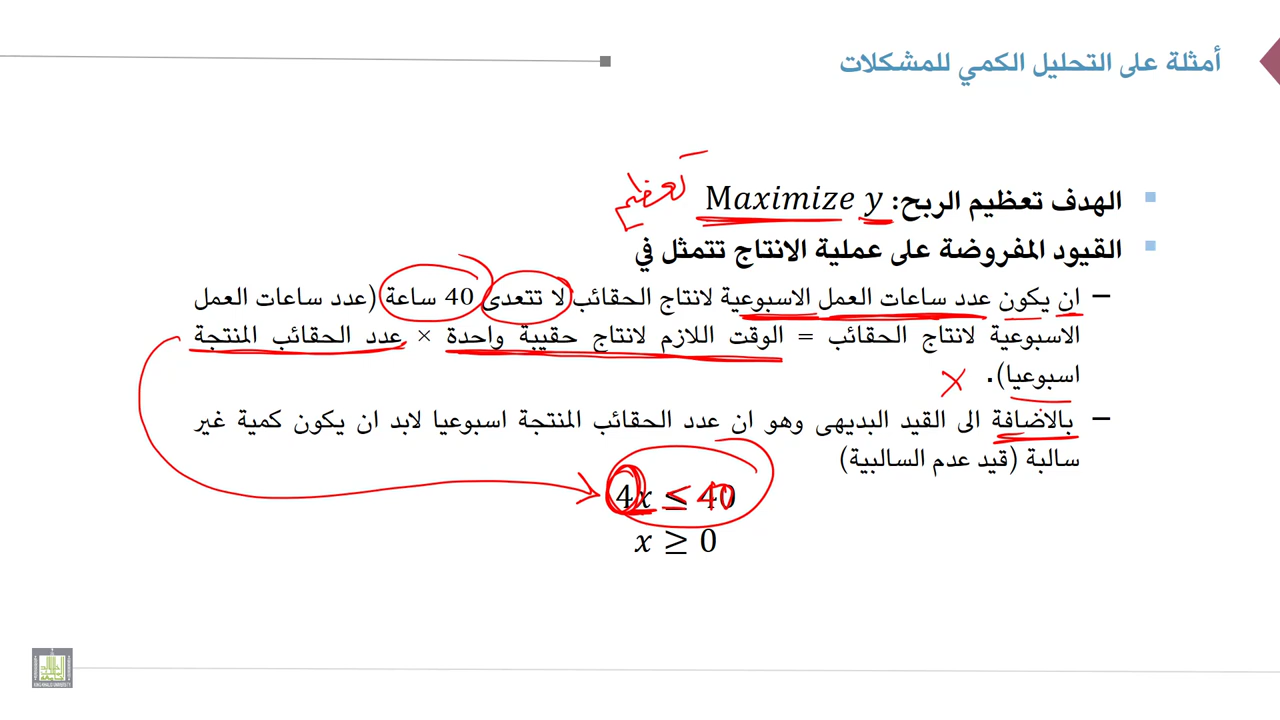 أمثلة على التحليل الكمي للمشكلات
الهدف تعظيم الربح: Maximize y تعظيم
القيود المفروضة على عملية الانتاج تتمثل في
– ان يكون عدد ساعات العمل الاسبوعية لانتاج الحقائب لا تتعدى 40 ساعة (عدد ساعات العمل
الاسبوعية لانتاج الحقائب = الوقت اللازم لانتاج حقيبة واحدة × عدد الحقائب المنتجة
اسبوعيا). x
– بالاضافة الى القيد البديهى وهو ان عدد الحقائب المنتجة اسبوعيا لابد ان يكون كمية غير
سالبة (قيد عدم السالبية)
4x ≤ 40
x ≥ 0